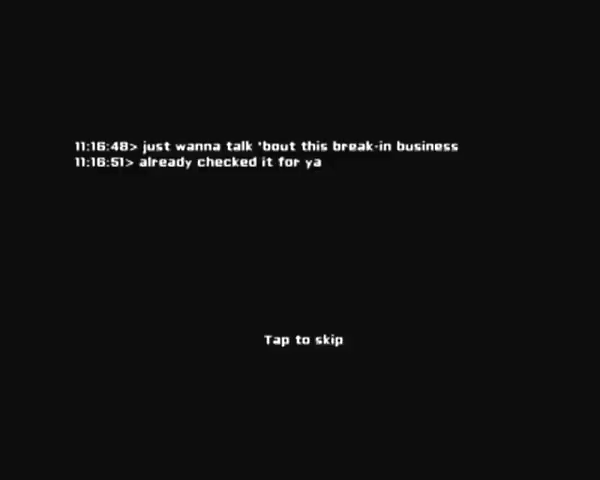 11:16:48> just wanna talk 'bout this break-in business
11:16:51> already checked it for ya
Tap to skip